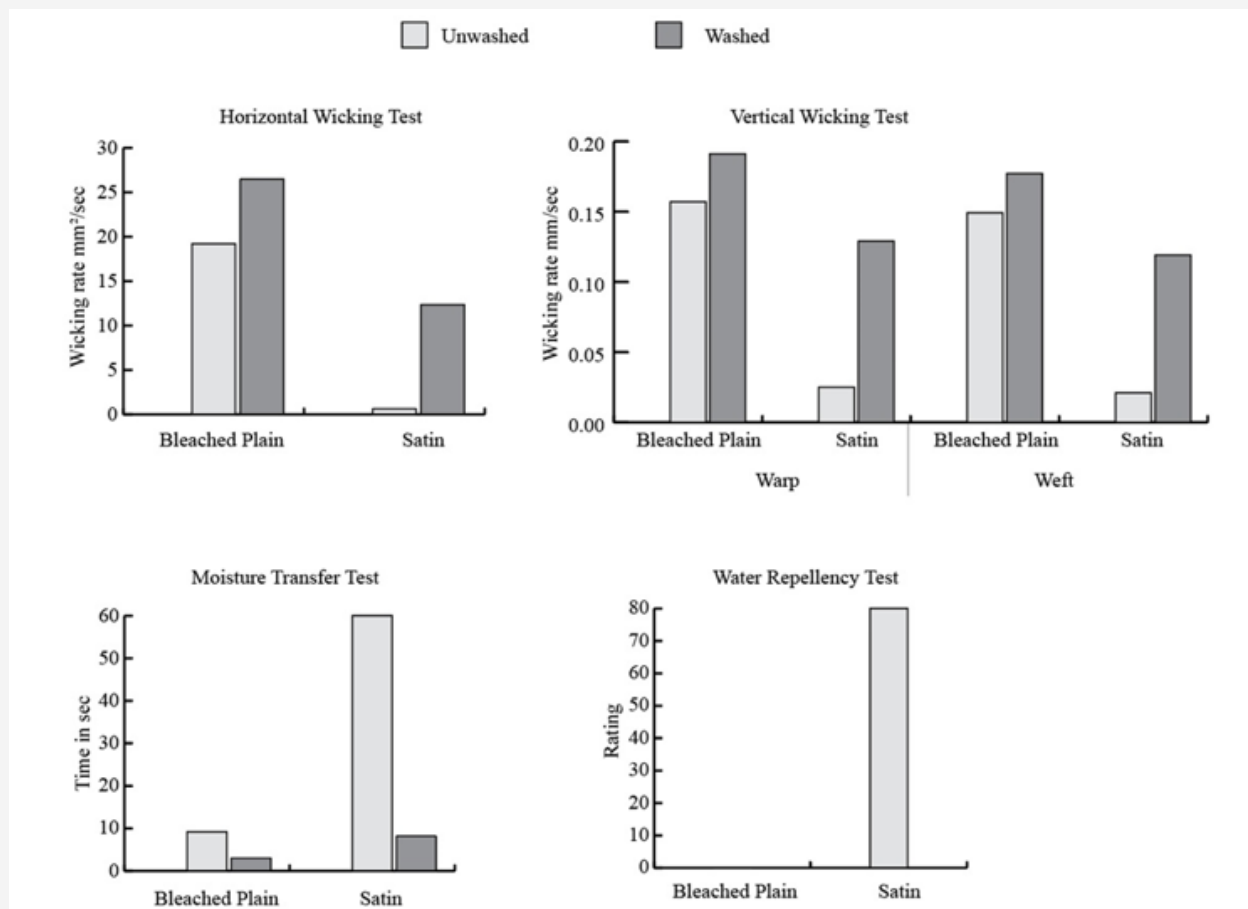 Unwashed Washed
Horizontal Wicking Test
Wicking rate mm²/sec
30
25
20
15
10
5
0
Bleached Plain Satin
Vertical Wicking Test
Wicking rate mm/sec
0.20
0.15
0.10
0.05
0.00
Bleached Plain Satin Bleached Plain Satin
Warp Weft
Moisture Transfer Test
Time in sec
60
50
40
30
20
10
0
Bleached Plain Satin
Water Repellency Test
Rating
80
70
60
50
40
30
20
10
0
Bleached Plain Satin